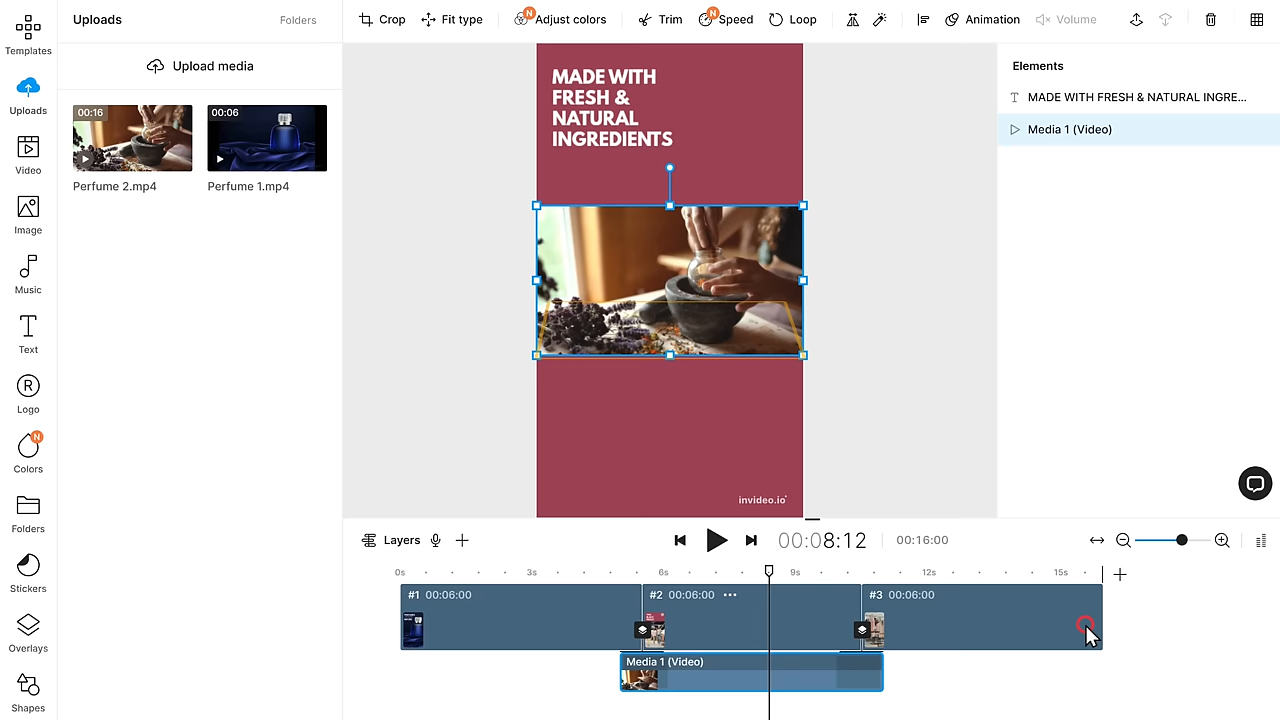 Templates
Uploads
Video
Image
Music
Text
Logo
Colors
Folders
Stickers
Overlays
Shapes
N
R
Uploads
Folders
Upload media
00:16
00:06
Perfume 2.mp4
Perfume 1.mp4
Crop
Fit type
N
Adjust colors
Trim
N
Speed
Loop
Animation
Volume
MADE WITH
FRESH &
NATURAL
INGREDIENTS
invideo.io
Elements
MADE WITH FRESH & NATURAL INGRE...
Media 1 (Video)
Layers
00:08:12
00:16:00
0s
3s
6s
9s
12s
15s
#1 00:06:00
#2 00:06:00
#3 00:06:00
Media 1 (Video)